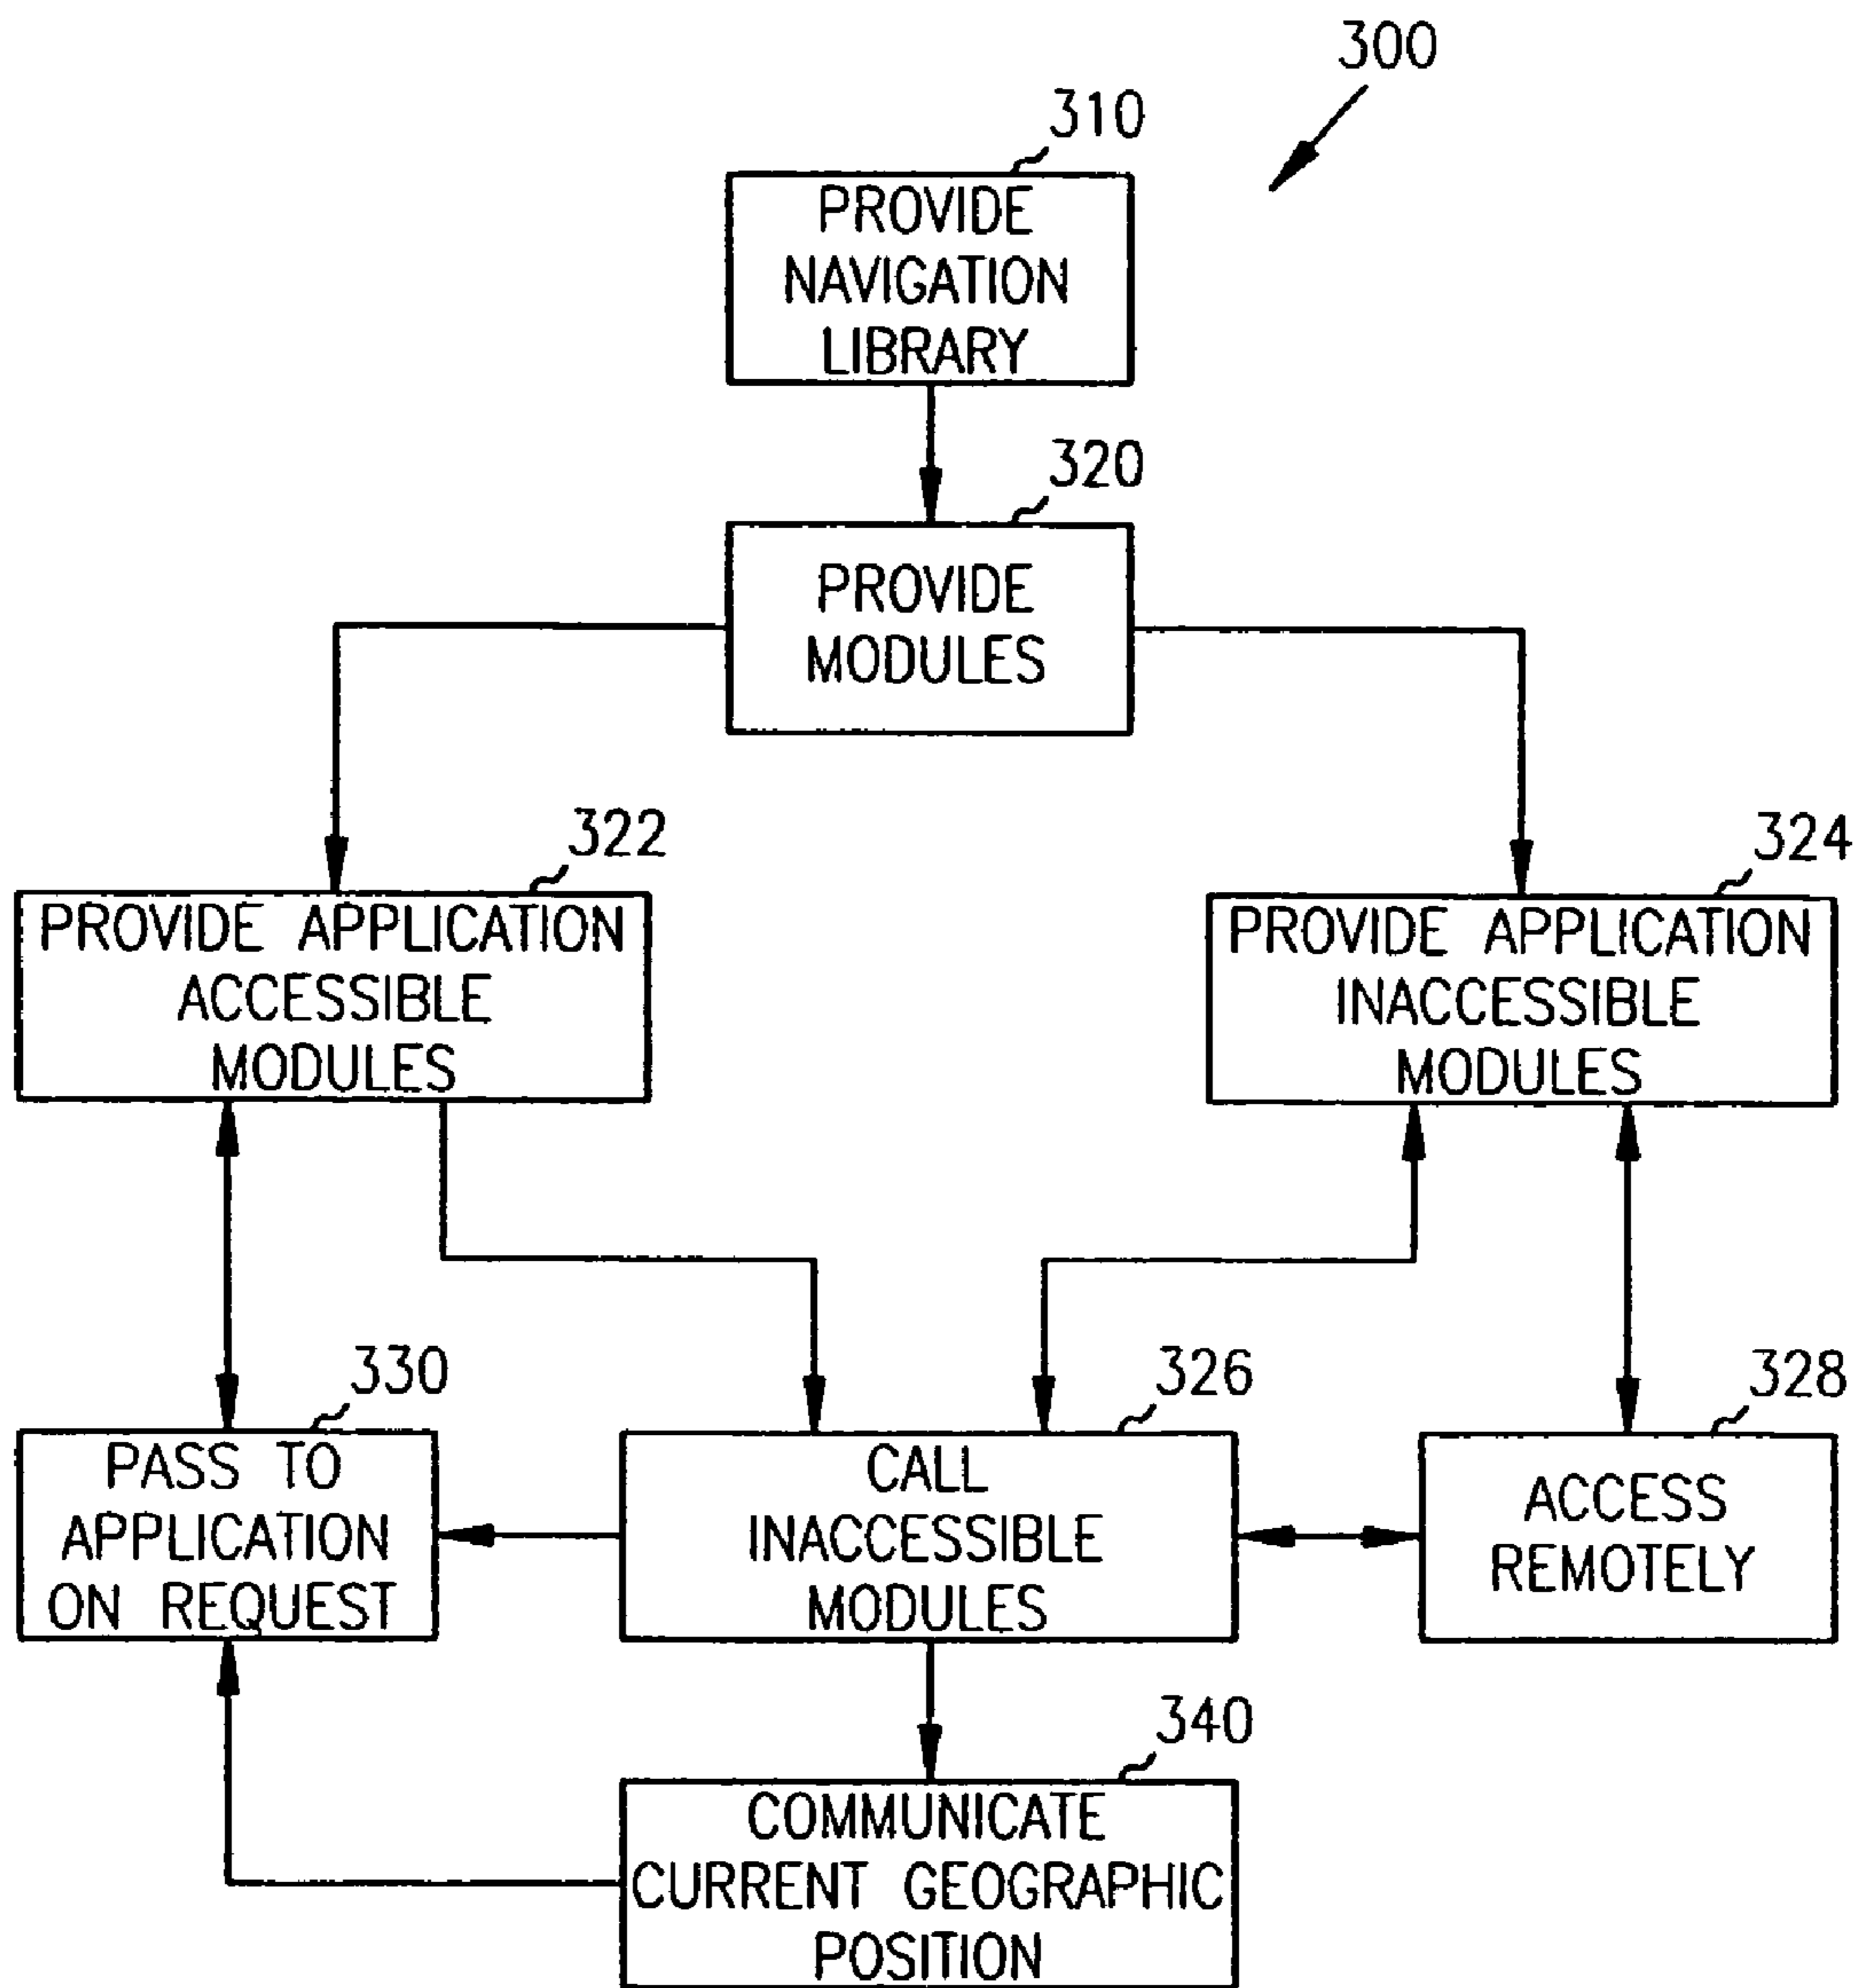 300
310
PROVIDE
NAVIGATION
LIBRARY
320
PROVIDE
MODULES
322
PROVIDE APPLICATION
ACCESSIBLE
MODULES
324
PROVIDE APPLICATION
INACCESSIBLE
MODULES
330
PASS TO
APPLICATION
ON REQUEST
326
CALL
INACCESSIBLE
MODULES
328
ACCESS
REMOTELY
340
COMMUNICATE
CURRENT GEOGRAPHIC
POSITION